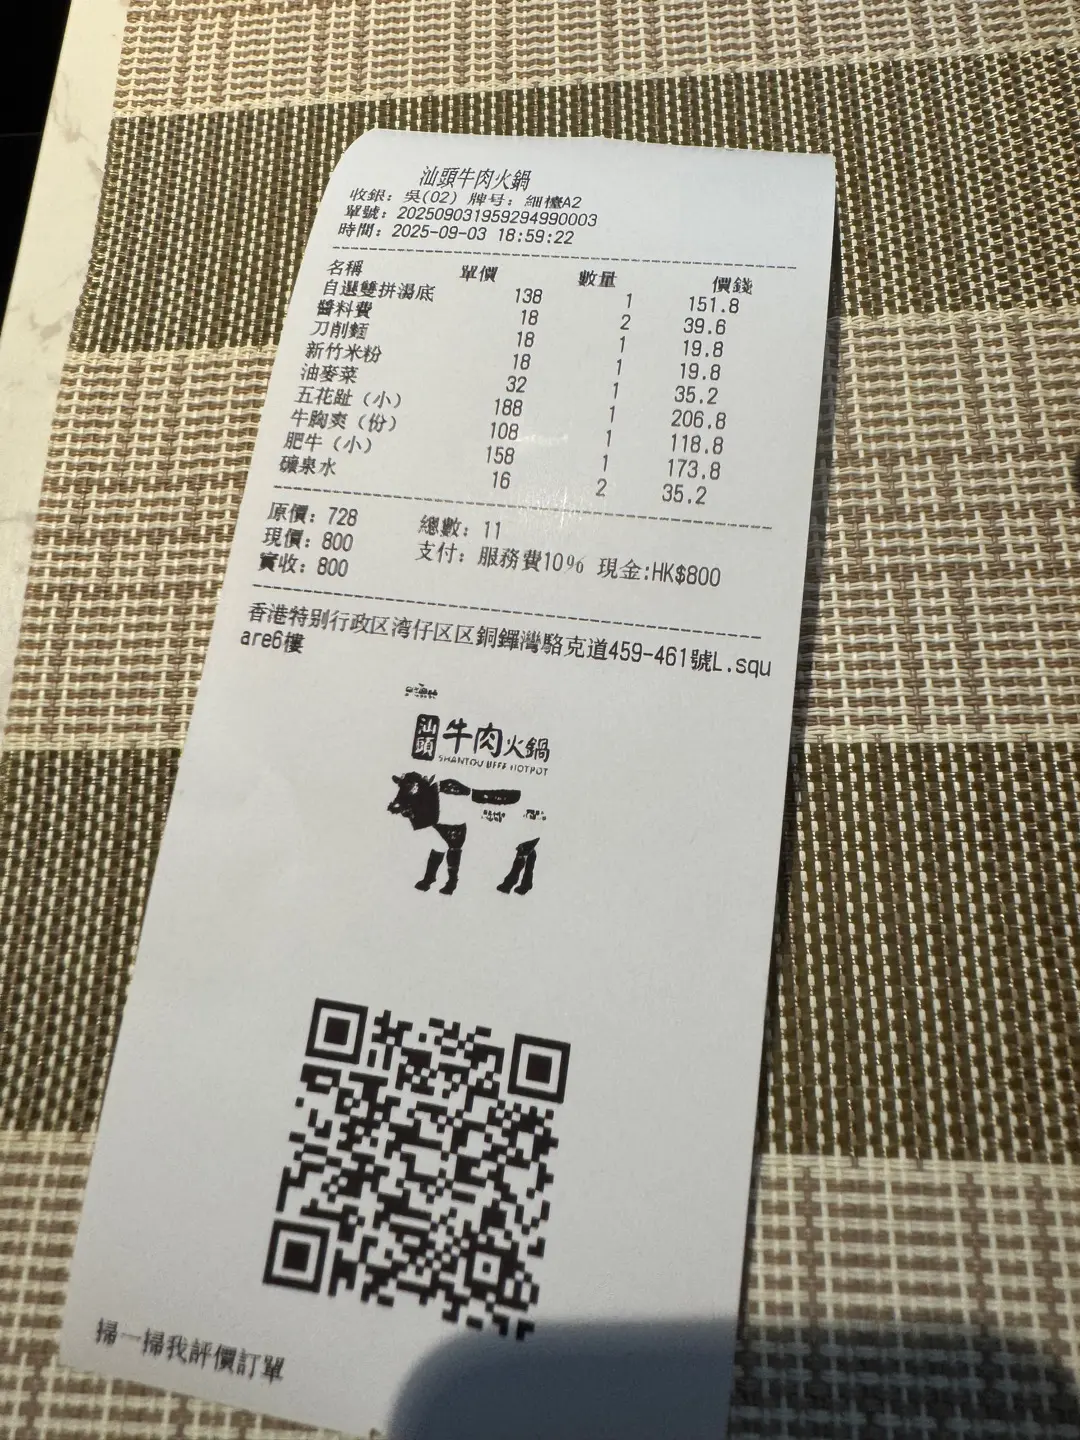 汕頭牛肉火鍋
收銀: 吳(02) 牌号: 細檯A2
單號: 202509031959294990003
時間: 2025-09-03 18:59:22
名稱 單價 數量 價錢
自選雙拼湯底 138 1 151.8
醬料費 18 2 39.6
刀削麵 18 1 19.8
新竹米粉 18 1 19.8
油麥菜 32 1 35.2
五花趾 (小) 188 1 206.8
牛胸爽 (份) 108 1 118.8
肥牛 (小) 158 1 173.8
礦泉水 16 2 35.2
原價: 728 總數: 11
現價: 800 支付: 服務費10% 現金:HK$800
實收: 800
香港特别行政区湾仔区区銅鑼灣駱克道459-461號L.squ
are6樓
汕頭 牛肉火鍋
SHANTOU BEEF HOTPOT
掃一掃我評價訂單